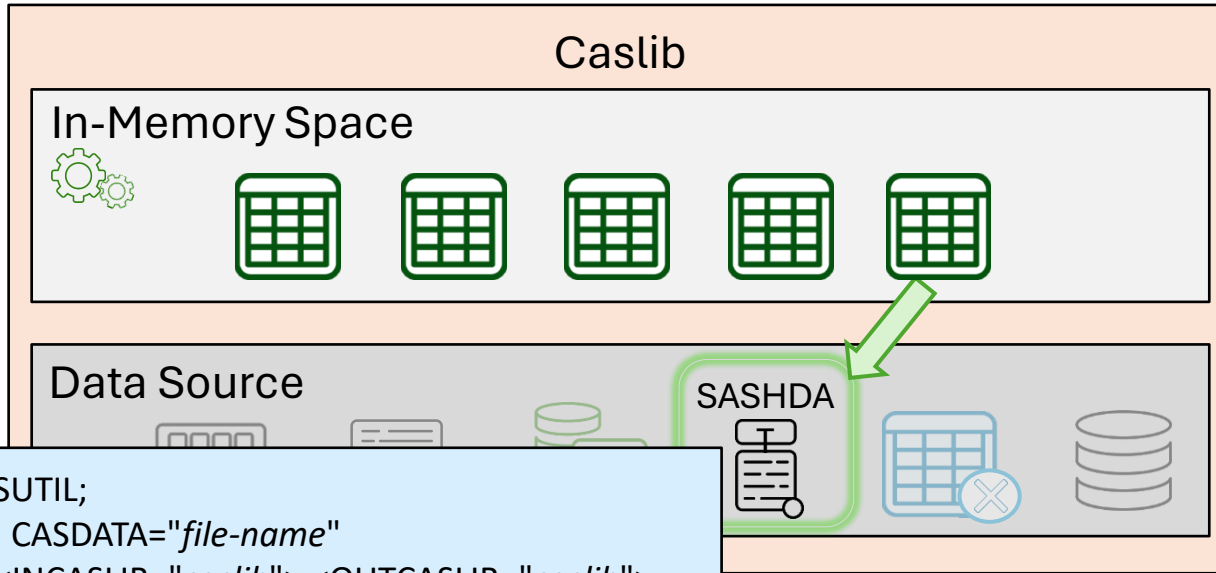 Caslib
In-Memory Space
Data Source
SASHDA
SUTIL;
CASDATA="file-name"